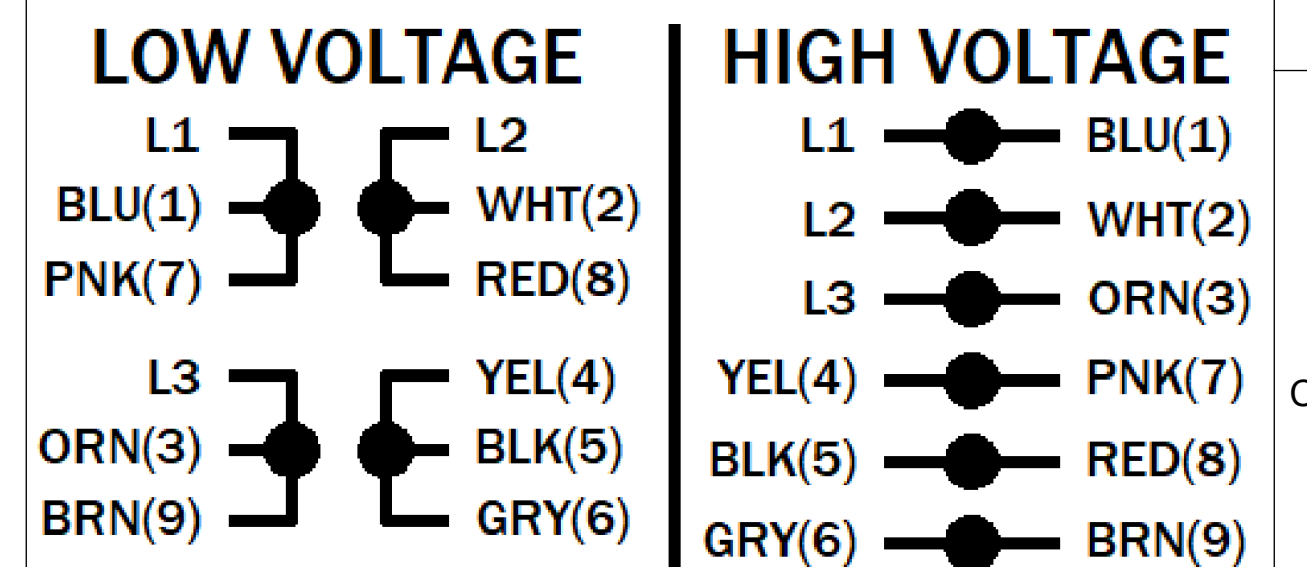 LOW VOLTAGE
L1 L2
BLU(1) WHT(2)
PNK(7) RED(8)
L3 YEL(4)
ORN(3) BLK(5)
BRN(9) GRY(6)
HIGH VOLTAGE
L1 BLU(1)
L2 WHT(2)
L3 ORN(3)
YEL(4) PNK(7)
BLK(5) RED(8)
GRY(6) BRN(9)